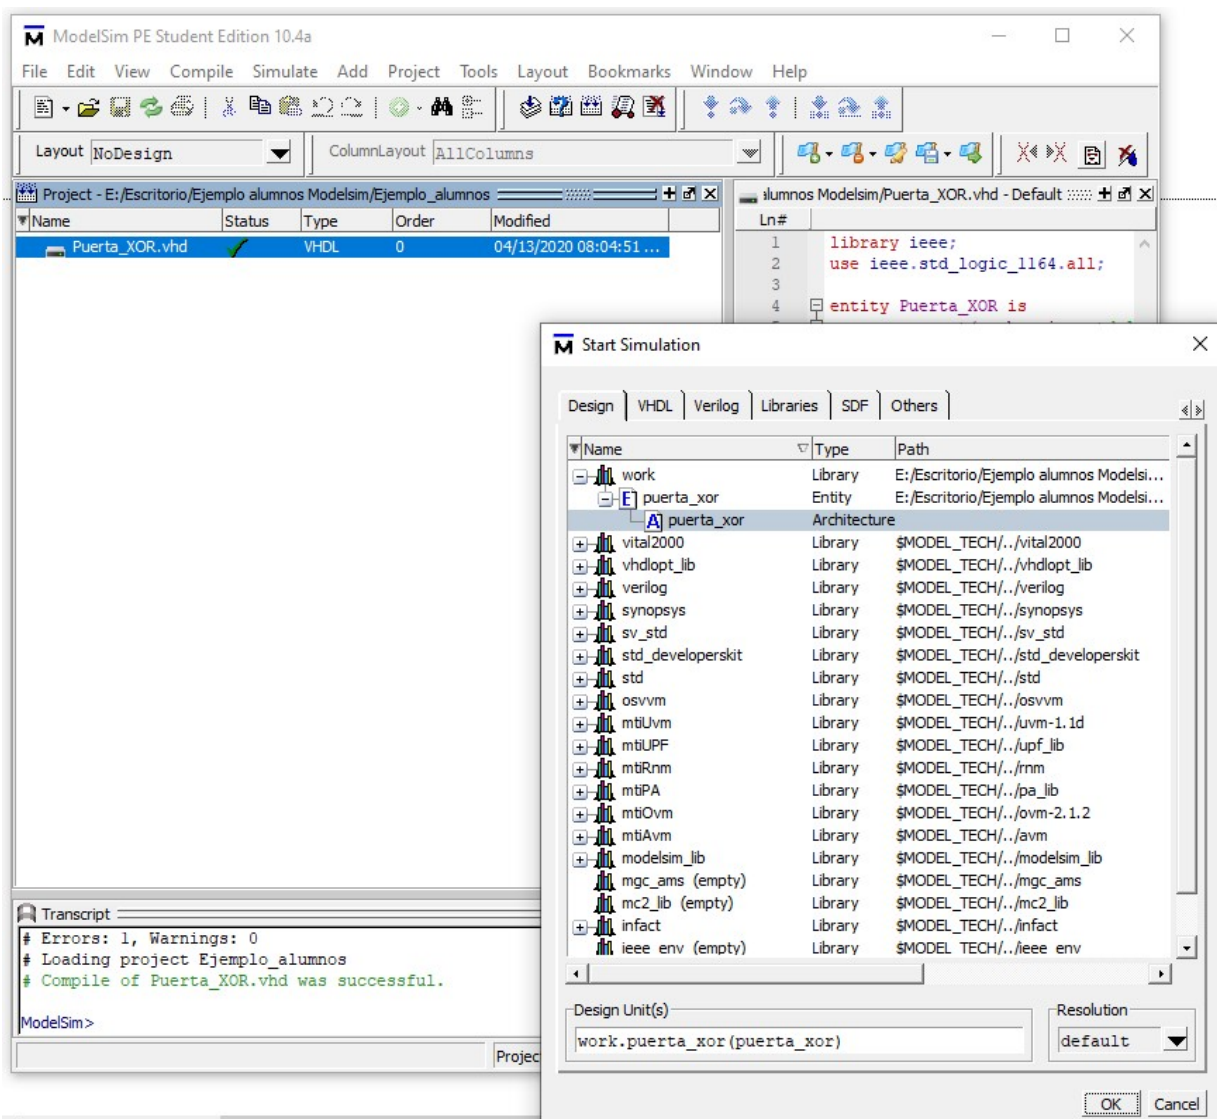 ModelSim PE Student Edition 10.4a
File Edit View Compile Simulate Add Project Tools Layout Bookmarks Window Help
Layout NoDesign ColumnLayout AllColumns
Project - E:/Escritorio/Ejemplo alumnos Modelsim/Ejemplo_alumnos
Name Status Type Order Modified
Puerta_XOR.vhd VHDL 0 04/13/2020 08:04:51 ...
alumnos Modelsim/Puerta_XOR.vhd - Default
Ln#
1 library ieee;
2 use ieee.std_logic_1164.all;
3
4 entity Puerta_XOR is
Start Simulation
Design VHDL Verilog Libraries SDF Others
Name Type Path
work Library E:/Escritorio/Ejemplo alumnos Modelsi...
E puerta_xor Entity E:/Escritorio/Ejemplo alumnos Modelsi...
A puerta_xor Architecture
vital2000 Library $MODEL_TECH/../vital2000
vhdlopt_lib Library $MODEL_TECH/../vhdlopt_lib
verilog Library $MODEL_TECH/../verilog
synopsys Library $MODEL_TECH/../synopsys
sv_std Library $MODEL_TECH/../sv_std
std_developerskit Library $MODEL_TECH/../std_developerskit
std Library $MODEL_TECH/../std
osvvm Library $MODEL_TECH/../osvvm
mtiUvm Library $MODEL_TECH/../uvm-1.1d
mtiUPF Library $MODEL_TECH/../upf_lib
mtiRnm Library $MODEL_TECH/../rnm
mtiPA Library $MODEL_TECH/../pa_lib
mtiOvm Library $MODEL_TECH/../ovm-2.1.2
mtiAvm Library $MODEL_TECH/../avm
modelsim_lib Library $MODEL_TECH/../modelsim_lib
mgc_ams (empty) Library $MODEL_TECH/../mgc_ams
mc2_lib (empty) Library $MODEL_TECH/../mc2_lib
infact Library $MODEL_TECH/../infact
ieee_env (empty) Library $MODEL_TECH/../ieee_env
Transcript
# Errors: 1, Warnings: 0
# Loading project Ejemplo_alumnos
# Compile of Puerta_XOR.vhd was successful.
ModelSim>
Projec
Design Unit(s)
work.puerta_xor(puerta_xor)
Resolution
default
OK Cancel